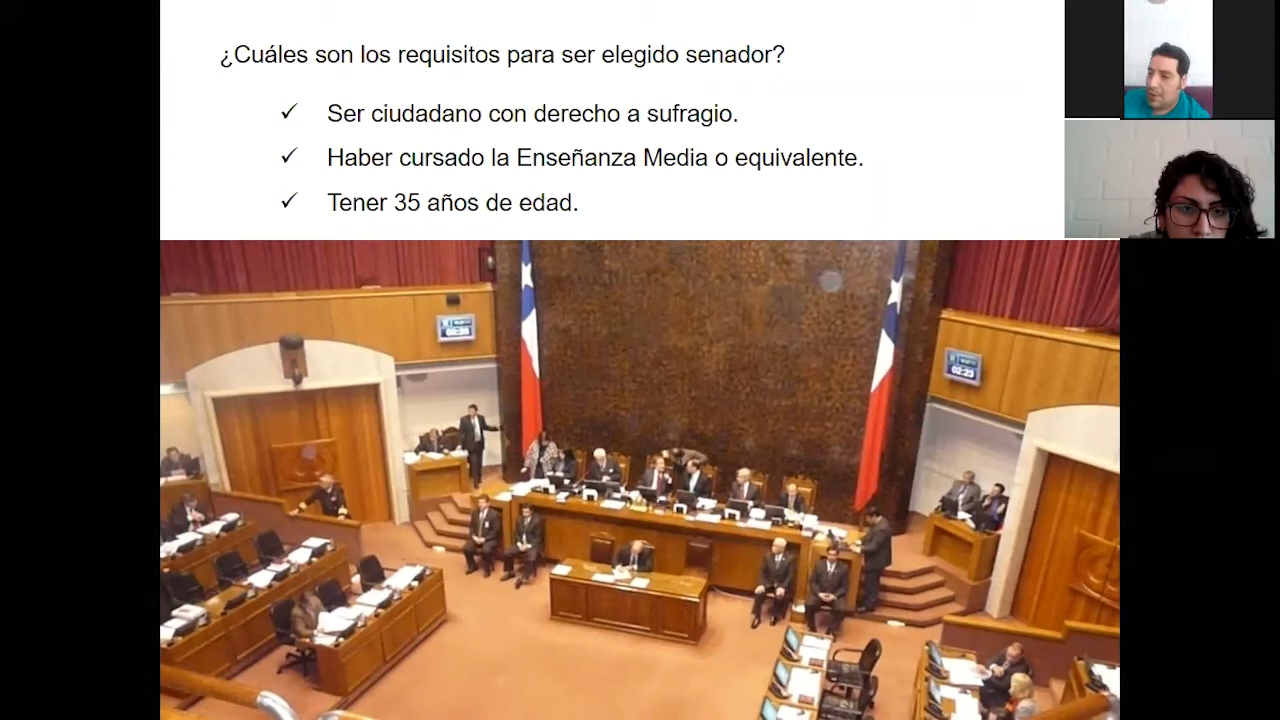 ¿Cuáles son los requisitos para ser elegido senador?
✓ Ser ciudadano con derecho a sufragio.
✓ Haber cursado la Enseñanza Media o equivalente.
✓ Tener 35 años de edad.
02:23